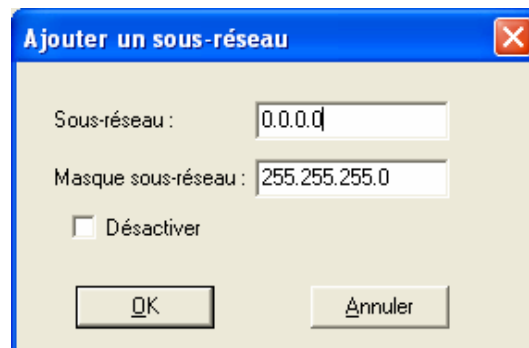 Ajouter un sous-réseau
Sous-réseau : 0.0.0.0
Masque sous-réseau : 255.255.255.0
Désactiver
OK Annuler